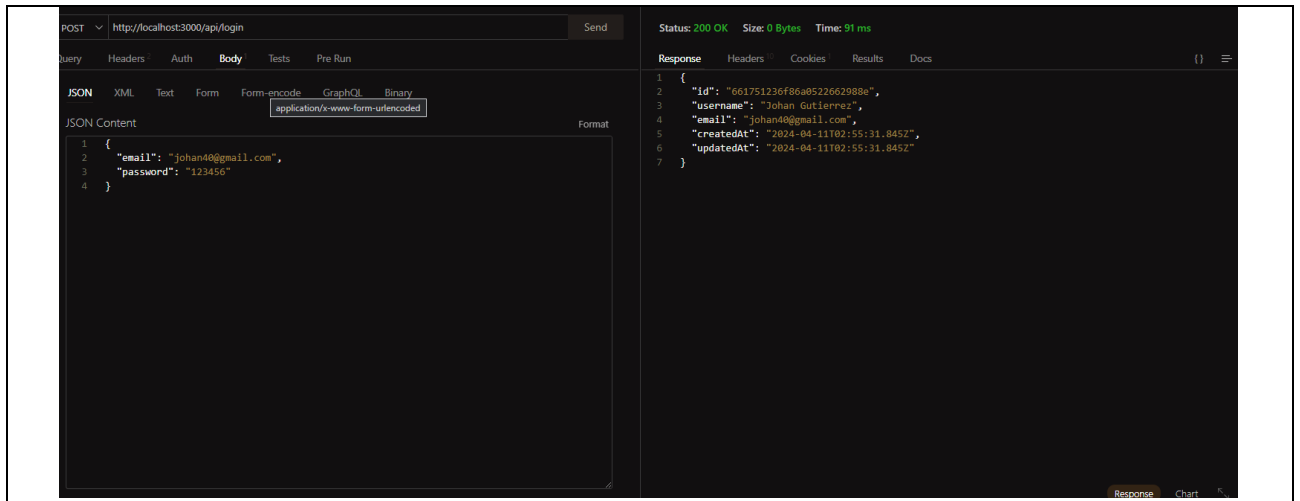 POST http://localhost:3000/api/login Send
Query Headers 2 Auth Body 1 Tests Pre Run
JSON XML Text Form Form-encode GraphQL Binary
application/x-www-form-urlencoded
JSON Content Format
1 {
2 "email": "johan40@gmail.com",
3 "password": "123456"
4 }
Status: 200 OK Size: 0 Bytes Time: 91 ms
Response Headers Cookies 1 Results Docs {}
1 {
2 "id": "661751236f86a0522662988e",
3 "username": "Johan Gutierrez",
4 "email": "johan40@gmail.com",
5 "createdAt": "2024-04-11T02:55:31.845Z",
6 "updatedAt": "2024-04-11T02:55:31.845Z"
7 }
Response Chart